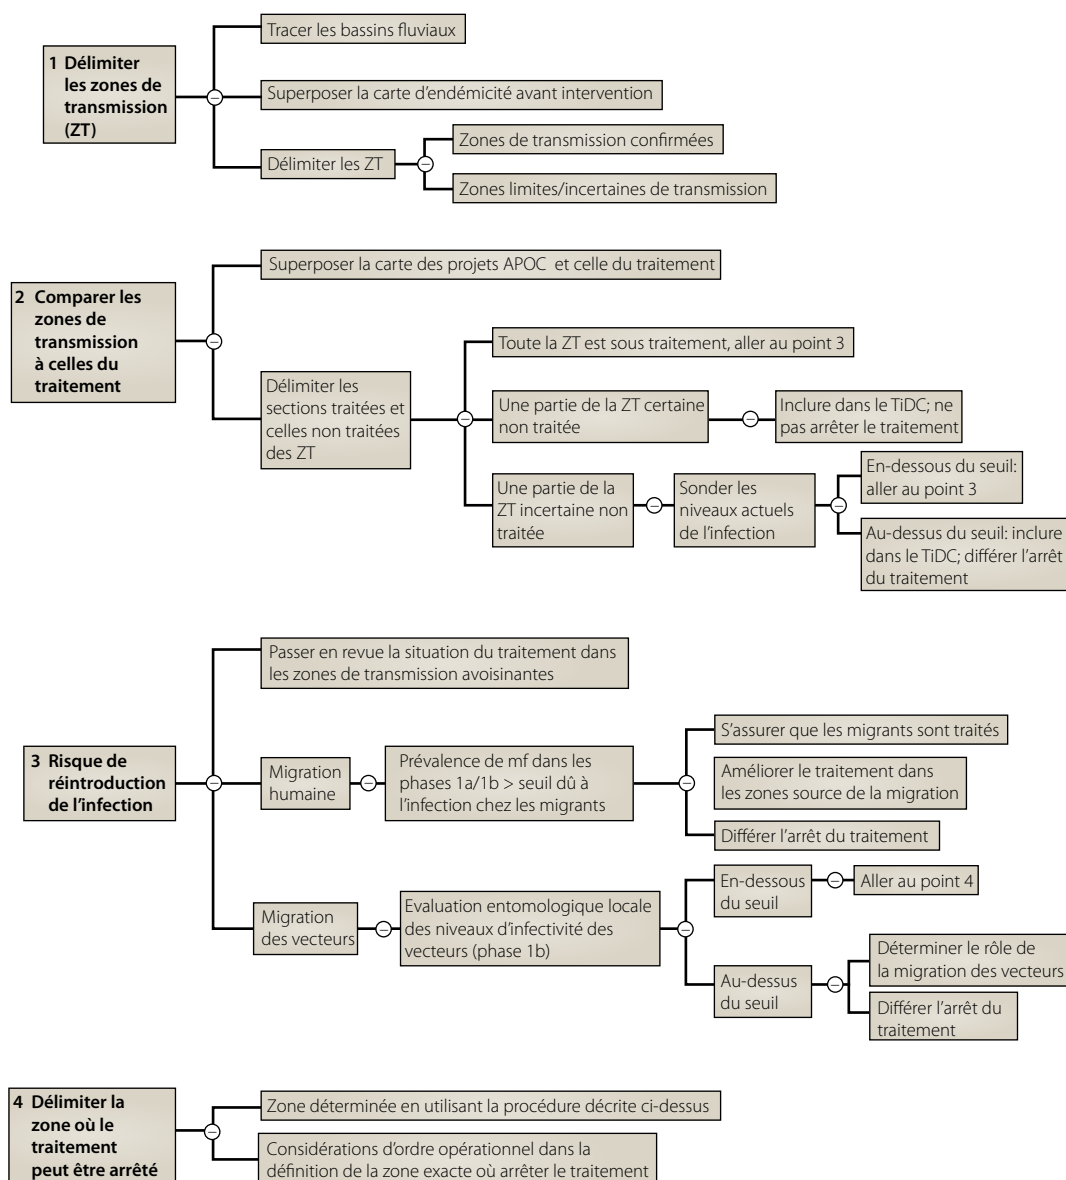 Tracer les bassins fluviaux
1 Délimiter
les zones de
transmission
(ZT)
Superposer la carte d'endémicité avant intervention
Délimiter les ZT
Zones de transmission confirmées
Zones limites/incertaines de transmission
Superposer la carte des projets APOC et celle du traitement
2 Comparer les
zones de
transmission
à celles du
traitement
Délimiter les
sections traitées et
celles non traitées
des ZT
Toute la ZT est sous traitement, aller au point 3
Une partie de la ZT certaine
non traitée
Inclure dans le TiDC; ne
pas arrêter le traitement
Une partie de la
ZT incertaine non
traitée
Sonder les
niveaux actuels
de l'infection
En-dessous du seuil:
aller au point 3
Au-dessus du seuil: inclure
dans le TiDC; différer l'arrêt
du traitement
Passer en revue la situation du traitement dans
les zones de transmission avoisinantes
3 Risque de
réintroduction
de l'infection
Migration
humaine
Prévalence de mf dans les
phases 1a/1b > seuil dû à
l'infection chez les migrants
S'assurer que les migrants sont traités
Améliorer le traitement dans
les zones source de la migration
Différer l'arrêt du traitement
Migration
des vecteurs
Evaluation entomologique locale
des niveaux d'infectivité des
vecteurs (phase 1b)
En-dessous
du seuil
Aller au point 4
Au-dessus
du seuil
Déterminer le rôle de
la migration des vecteurs
Différer l'arrêt du
traitement
4 Délimiter la
zone où le
traitement
peut être arrêté
Zone déterminée en utilisant la procédure décrite ci-dessus
Considérations d'ordre opérationnel dans la
définition de la zone exacte où arrêter le traitement